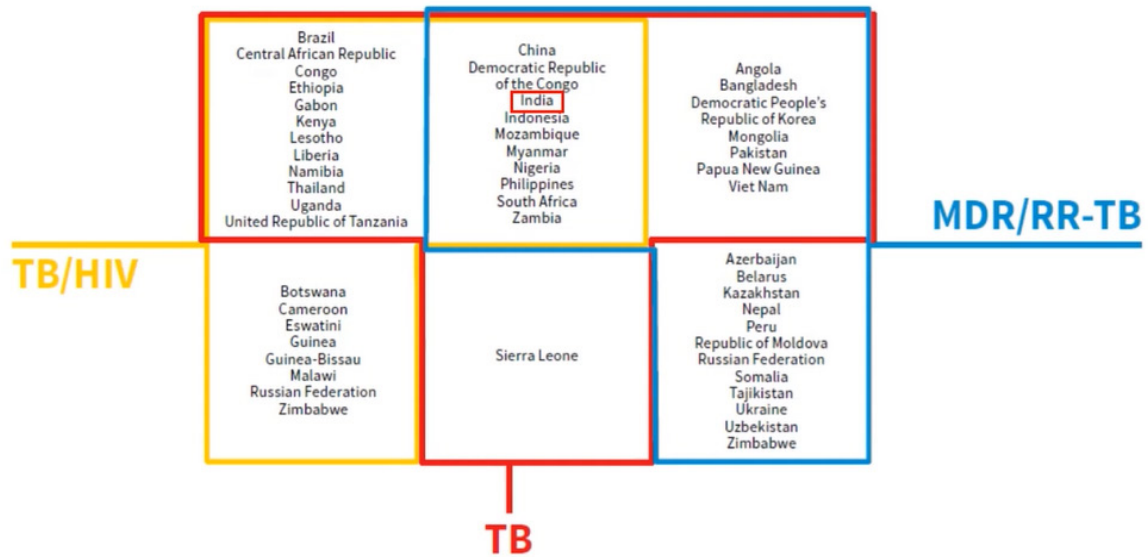 Brazil
Central African Republic
Congo
Ethiopia
Gabon
Kenya
Lesotho
Liberia
Namibia
Thailand
Uganda
United Republic of Tanzania
China
Democratic Republic
of the Congo
India
Indonesia
Mozambique
Myanmar
Nigeria
Philippines
South Africa
Zambia
Angola
Bangladesh
Democratic People's
Republic of Korea
Mongolia
Pakistan
Papua New Guinea
Viet Nam
MDR/RR-TB
TB/HIV
Botswana
Cameroon
Eswatini
Guinea
Guinea-Bissau
Malawi
Russian Federation
Zimbabwe
Sierra Leone
Azerbaijan
Belarus
Kazakhstan
Nepal
Peru
Republic of Moldova
Russian Federation
Somalia
Tajikistan
Ukraine
Uzbekistan
Zimbabwe
TB